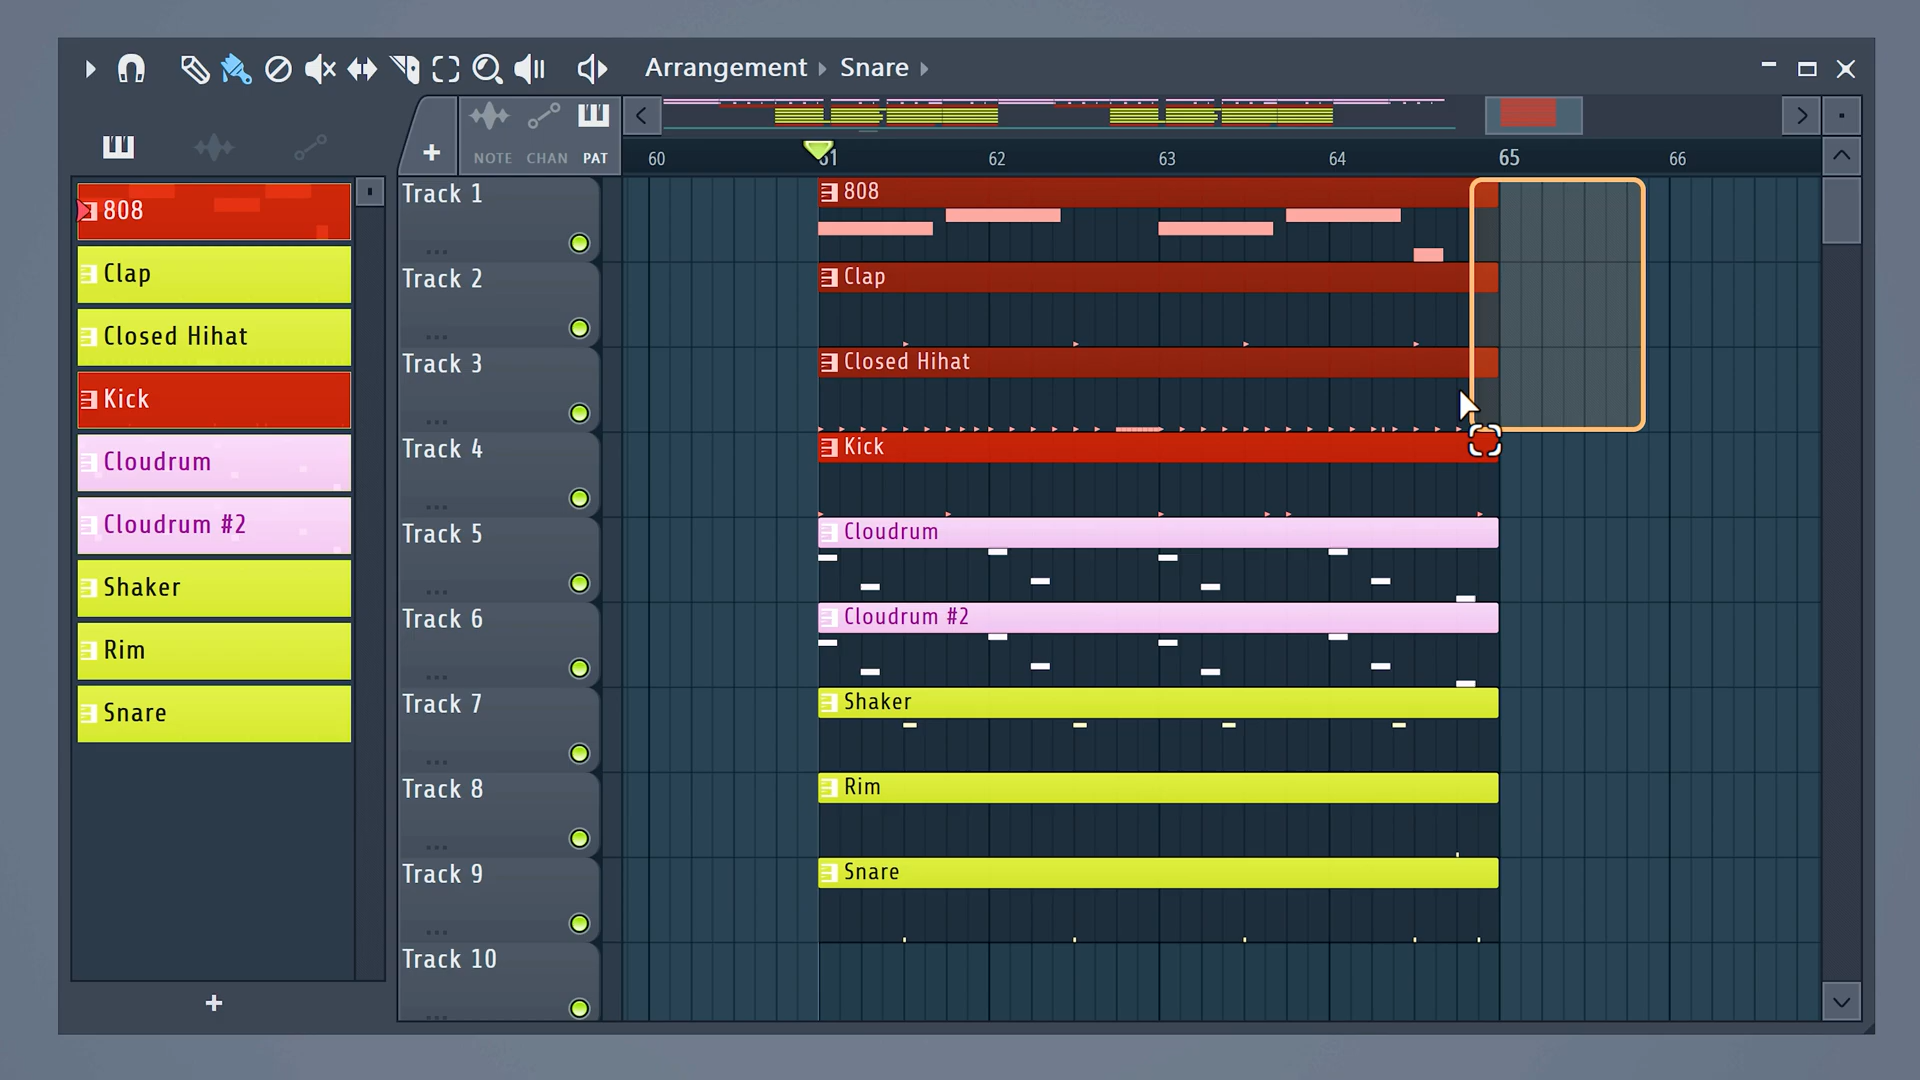 Arrangement Snare
NOTE CHAN PAT
60 61 62 63 64 65 66
808
Clap
Closed Hihat
Kick
Cloudrum
Cloudrum #2
Shaker
Rim
Snare
Track 1
808
Track 2
Clap
Track 3
Closed Hihat
Track 4
Kick
Track 5
Cloudrum
Track 6
Cloudrum #2
Track 7
Shaker
Track 8
Rim
Track 9
Snare
Track 10